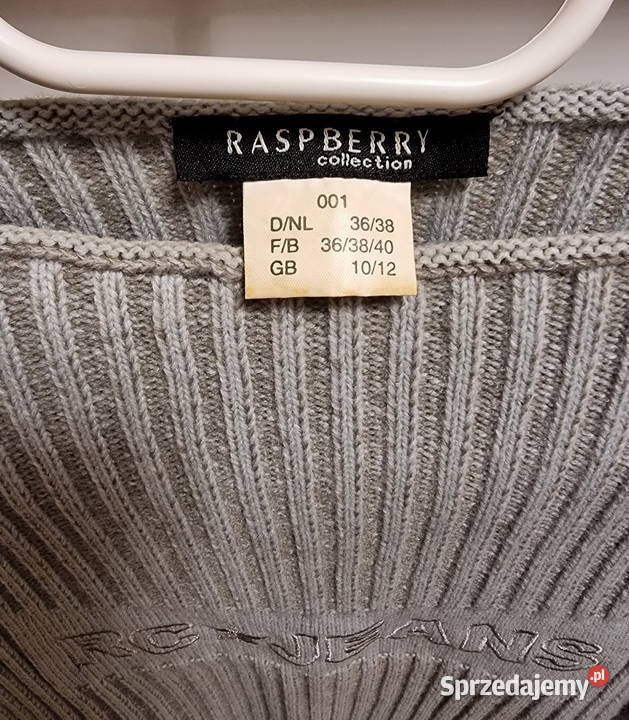 RASPBERRY
collection
001
D/NL 36/38
F/B 36/38/40
GB 10/12
RC-JEANS
Sprzedajemy.pl